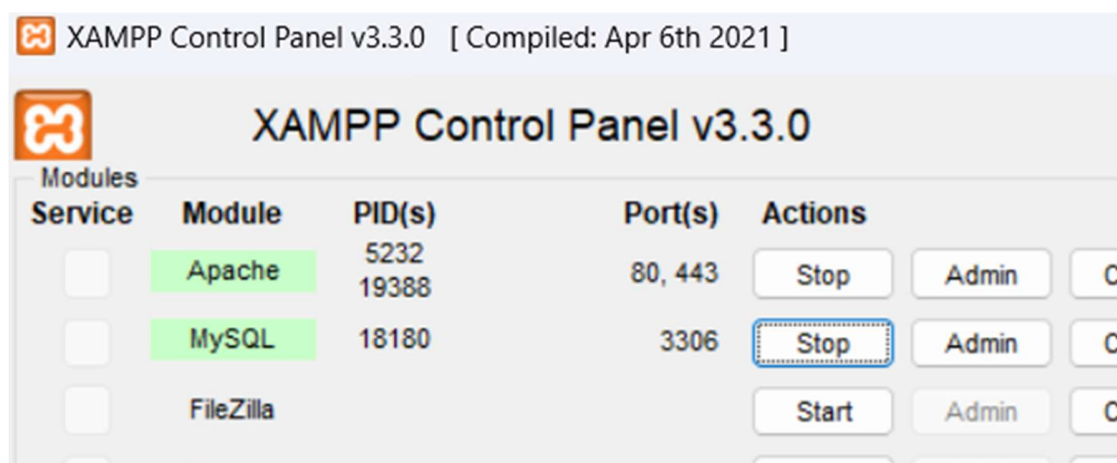 XAMPP Control Panel v3.3.0 [ Compiled: Apr 6th 2021 ]
XAMPP Control Panel v3.3.0
Modules
Service Module PID(s) Port(s) Actions
Apache 5232 19388 80, 443 Stop Admin
MySQL 18180 3306 Stop Admin
FileZilla Start Admin